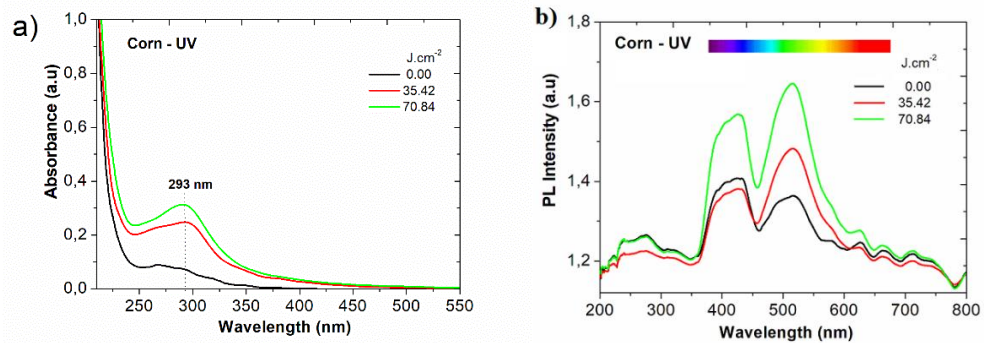 a)
Corn - UV
J.cm-2
0.00
35.42
70.84
293 nm
1,0
0,8
0,6
0,4
0,2
0,0
Absorbance (a.u)
250 300 350 400 450 500 550
Wavelength (nm)
b)
Corn - UV
J.cm-2
0.00
35.42
70.84
1,8
1,6
1,4
1,2
PL Intensity (a.u)
200 300 400 500 600 700 800
Wavelength (nm)